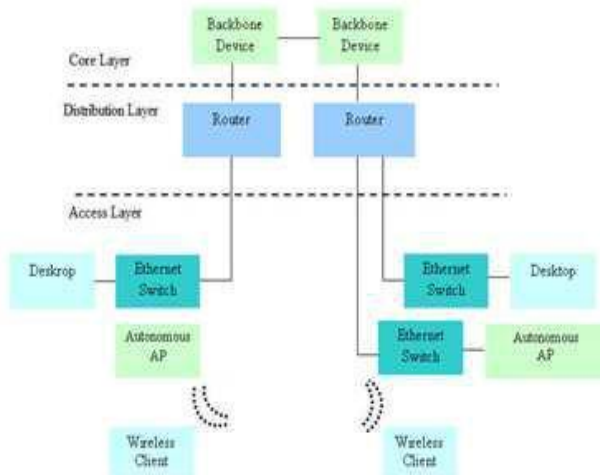 Backbone
Device
Backbone
Device
Core Layer
Distribution Layer
Router
Router
Access Layer
Deskrop
Ethernet
Switch
Ethernet
Switch
Desktop
Autonomous
AP
Ethernet
Switch
Autonomous
AP
Wireless
Client
Wireless
Client